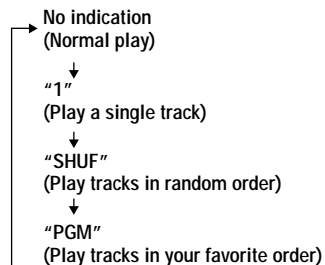 No indication
(Normal play)
“1”
(Play a single track)
“SHUF”
(Play tracks in random order)
“PGM”
(Play tracks in your favorite order)